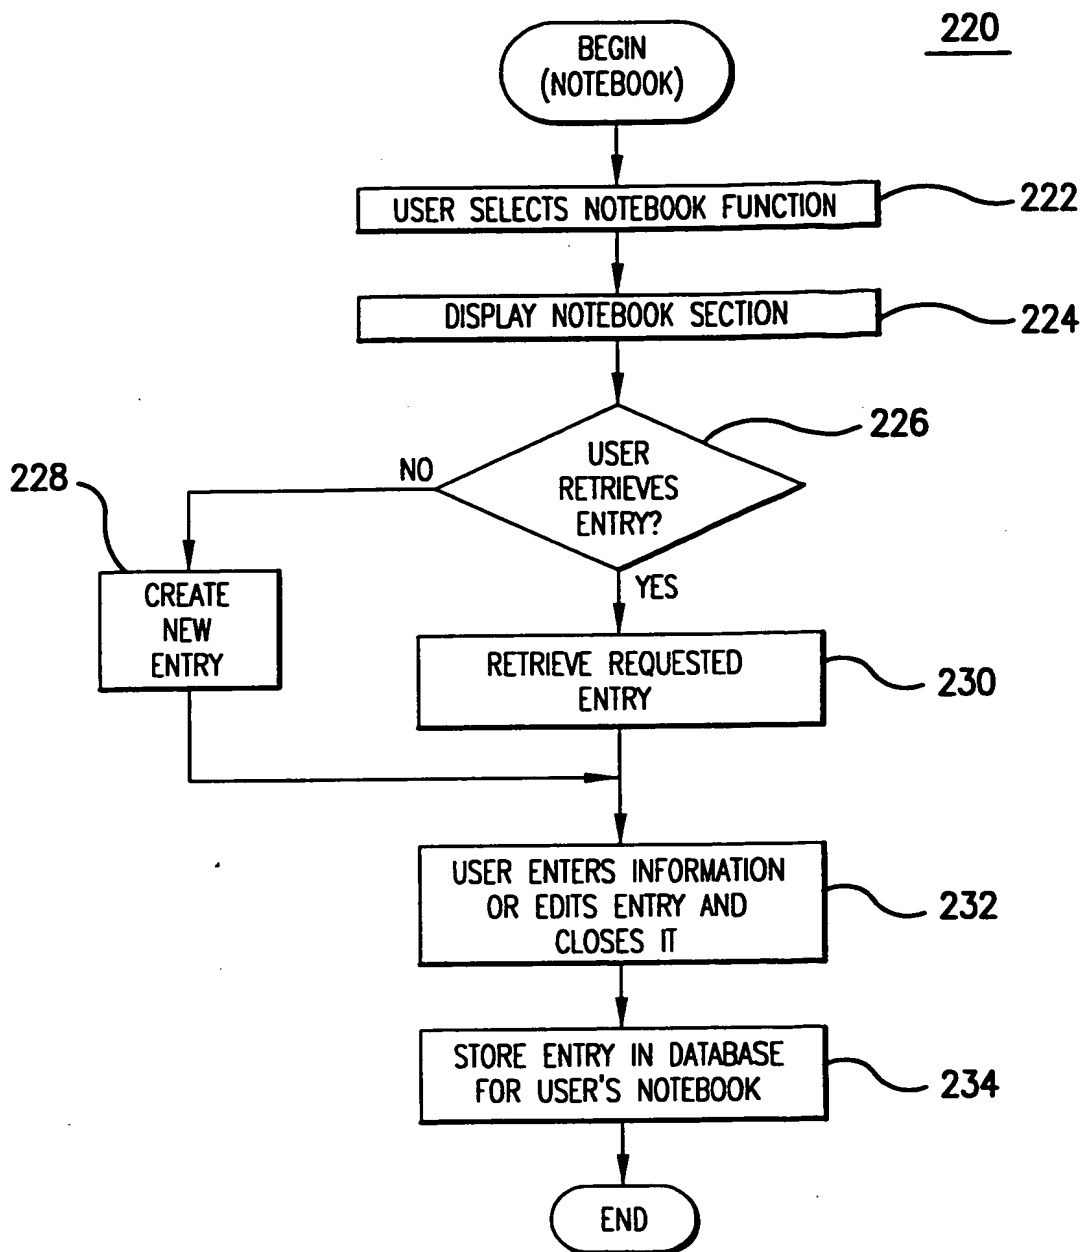 220
BEGIN
(NOTEBOOK)
USER SELECTS NOTEBOOK FUNCTION
222
DISPLAY NOTEBOOK SECTION
224
226
USER
RETRIEVES
ENTRY?
NO
228
YES
CREATE
NEW
ENTRY
RETRIEVE REQUESTED
ENTRY
230
USER ENTERS INFORMATION
OR EDITS ENTRY AND
CLOSES IT
232
STORE ENTRY IN DATABASE
FOR USER'S NOTEBOOK
234
END